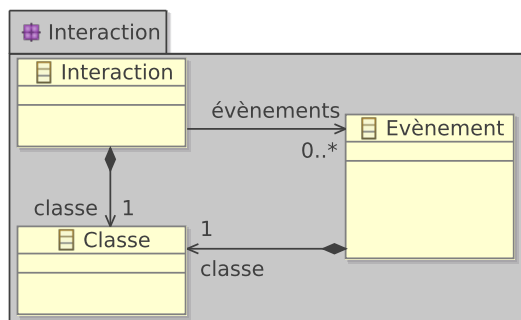 Interaction
Interaction
évènements
Evènement
0..*
classe 1
1
Classe
classe